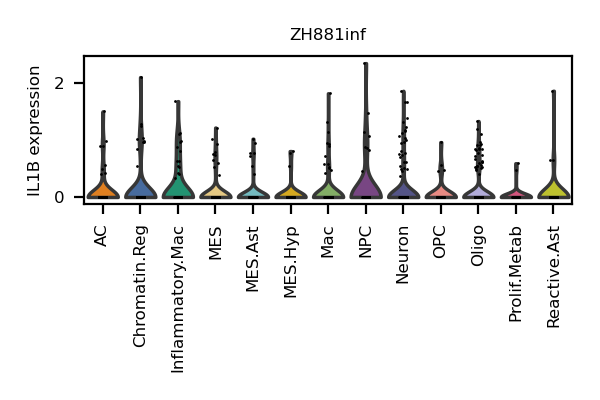 ZH881inf
IL1B expression
2
0
AC
Chromatin.Reg
Inflammatory.Mac
MES
MES.Ast
MES.Hyp
Mac
NPC
Neuron
OPC
Oligo
Prolif.Metab
Reactive.Ast